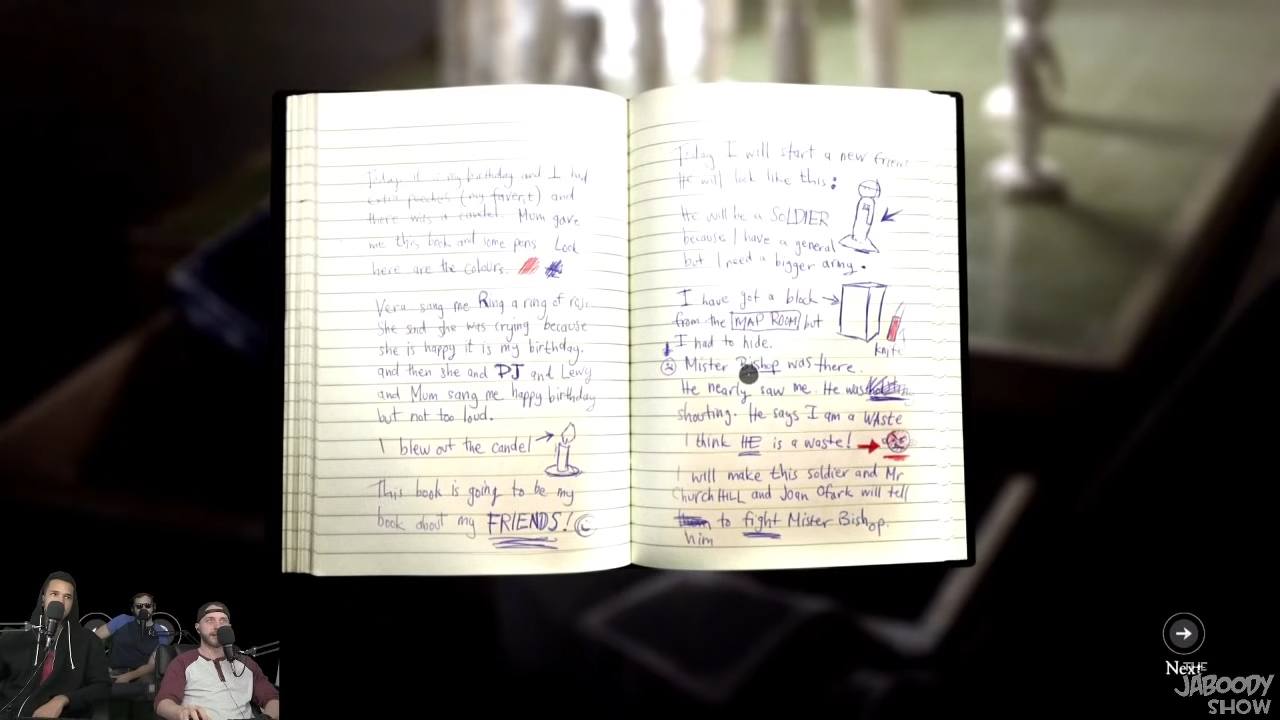 Today it is my birthday and I had
extra peaches (my faver,t) and
there was a candel. Mum gave
me this book and some pens Look
here are the colours.
Vera sang me Ring a ring of
She said she was crying because
she is happy it is my birthday.
and then she and DJ and Lewy
and Mum sang me happy birthday
but not too loud.
I blew out the candel
This book is going to be my
book about my FRIENDS!
Today I will start a new frien
He will look like this:
He will be a SOLDIER
because I have a general
but I need a bigger army.
I have got a block
from the MAP ROOM but
I had to hide.
knife
Mister Bishop was there.
He nearly saw me. He was
shouting. He says I am a WASTE
I think HE is a waste!
I will make this soldier and Mr
ChurchHILL and Joan Ofark will tell
to fight Mister Bishop.
him
Next
THE
JABOODY
SHOW